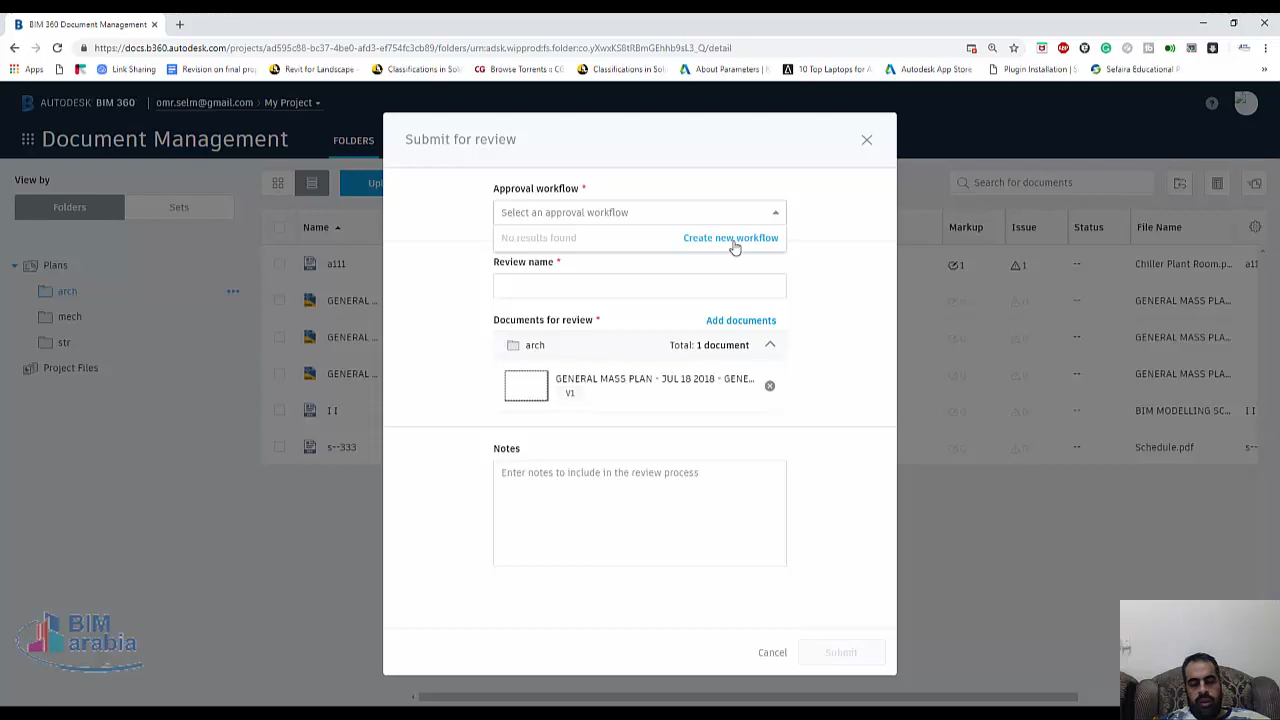 BIM 360 Document Management
https://docs.b360.autodesk.com/projects/ad595c88-bc37-4be0-afd3-ef754fc3cb89/folders/urn:adsk.wipprod:fs.folder:co.yXwxKS8tRBmGEhhb9sL3_Q/detail
Apps
Link Sharing
Revision on final pro
Revit for Landscape
Classifications in Sol
CG Browse Torrents « C
Classifications in Sol
About Parameters | R
10 Top Laptops for A
Autodesk App Store
Plugin Installation | S
Sefaira Educational P
AUTODESK BIM 360
omr.selm@gmail.com > My Project
Document Management
FOLDERS
View by
Folders
Sets
Plans
arch
mech
str
Project Files
Upl
Search for documents
Name
Markup
Issue
Status
File Name
a111
1
1
--
Chiller Plant Room.p...
a11
GENERAL ...
--
GENERAL MASS PLA...
GENERAL ...
--
GENERAL MASS PLA...
GENERAL ...
--
GENERAL MASS PLA...
I I
--
BIM MODELLING SC...
I I
s--333
--
Schedule.pdf
s--
Submit for review
Approval workflow *
Select an approval workflow
No results found
Create new workflow
Review name *
Documents for review *
Add documents
arch
Total: 1 document
GENERAL MASS PLAN - JUL 18 2018 - GENE...
V1
Notes
Enter notes to include in the review process
Cancel
Submit
BIM
arabia